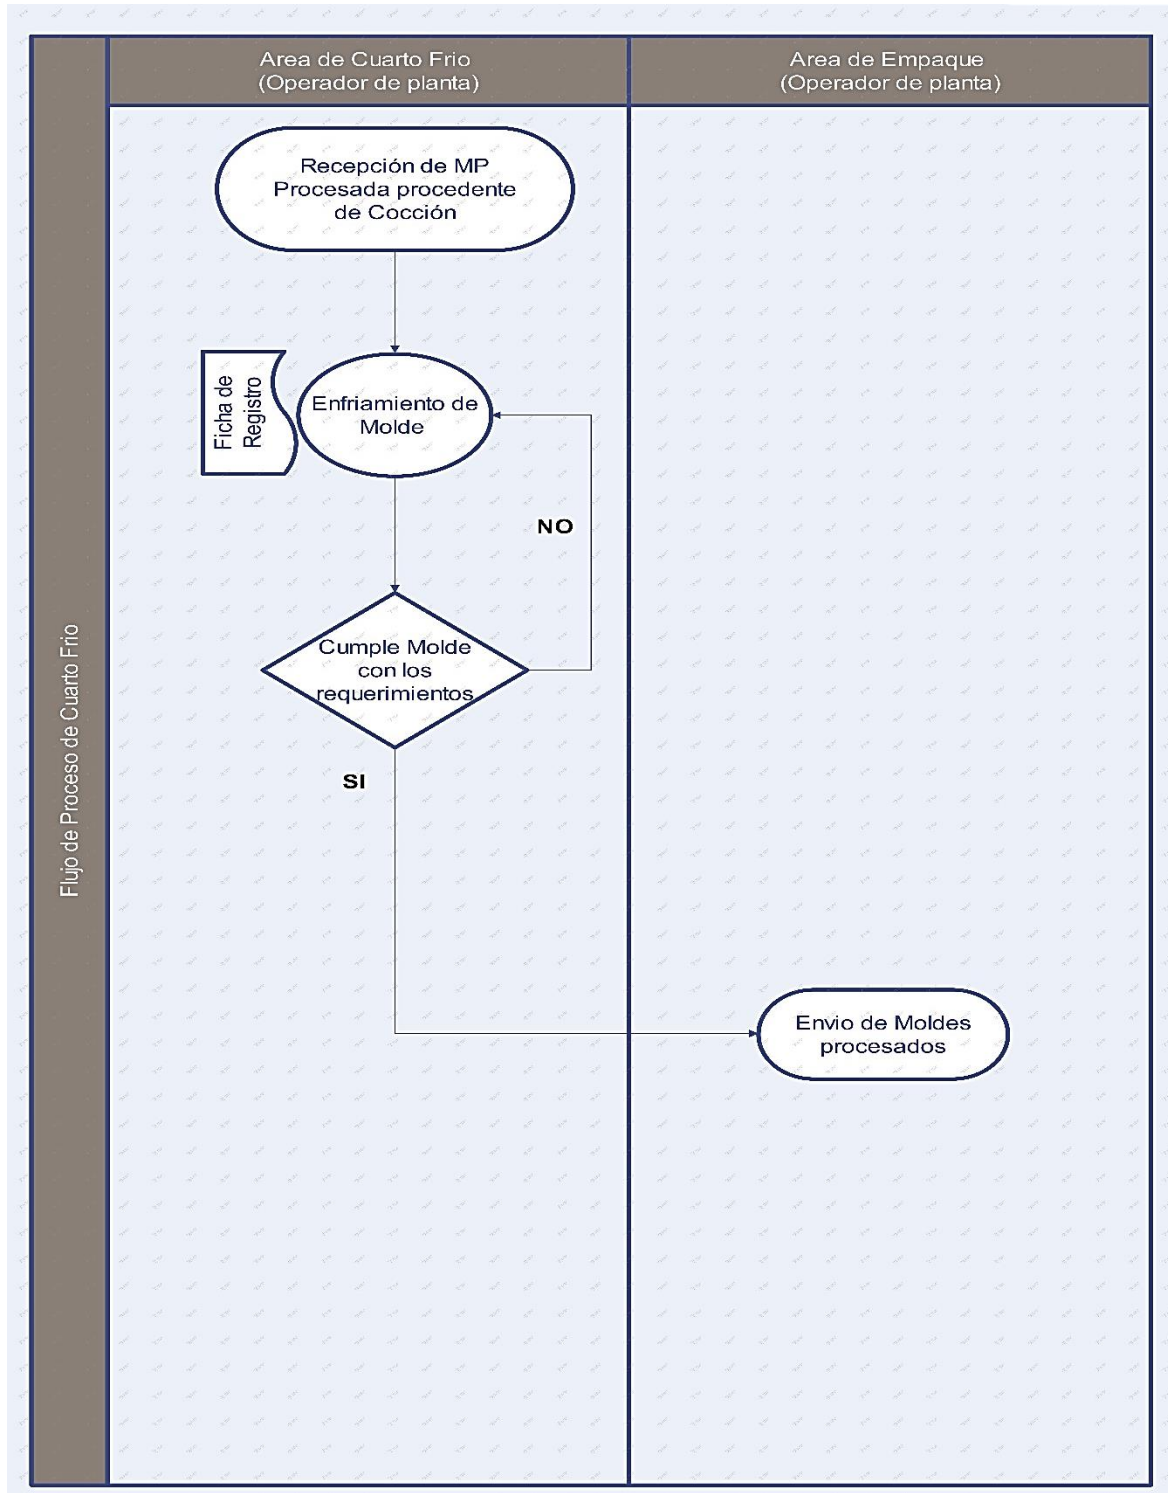 Area de Cuarto Frio
(Operador de planta)
Area de Empaque
(Operador de planta)
Flujo de Proceso de Cuarto Frio
Recepción de MP
Procesada procedente
de Cocción
Ficha de
Registro
Enfriamiento de
Molde
NO
Cumple Molde
con los
requerimientos
SI
Envio de Moldes
procesados